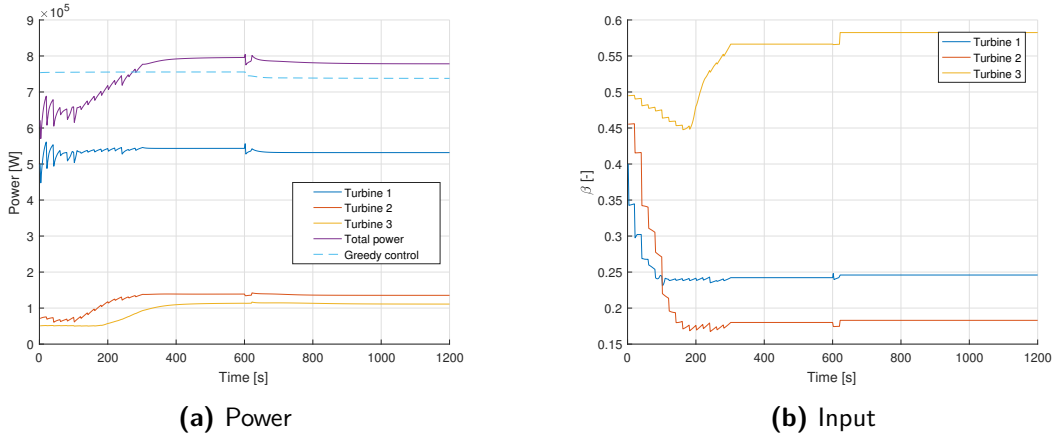 × 10⁵
9
8
7
6
5
4
3
2
1
0
Power [W]
0 200 400 600 800 1000 1200
Time [s]
Turbine 1
Turbine 2
Turbine 3
Total power
Greedy control
(a) Power
0.6
0.55
0.5
0.45
0.4
0.35
0.3
0.25
0.2
0.15
β [-]
0 200 400 600 800 1000 1200
Time [s]
Turbine 1
Turbine 2
Turbine 3
(b) Input